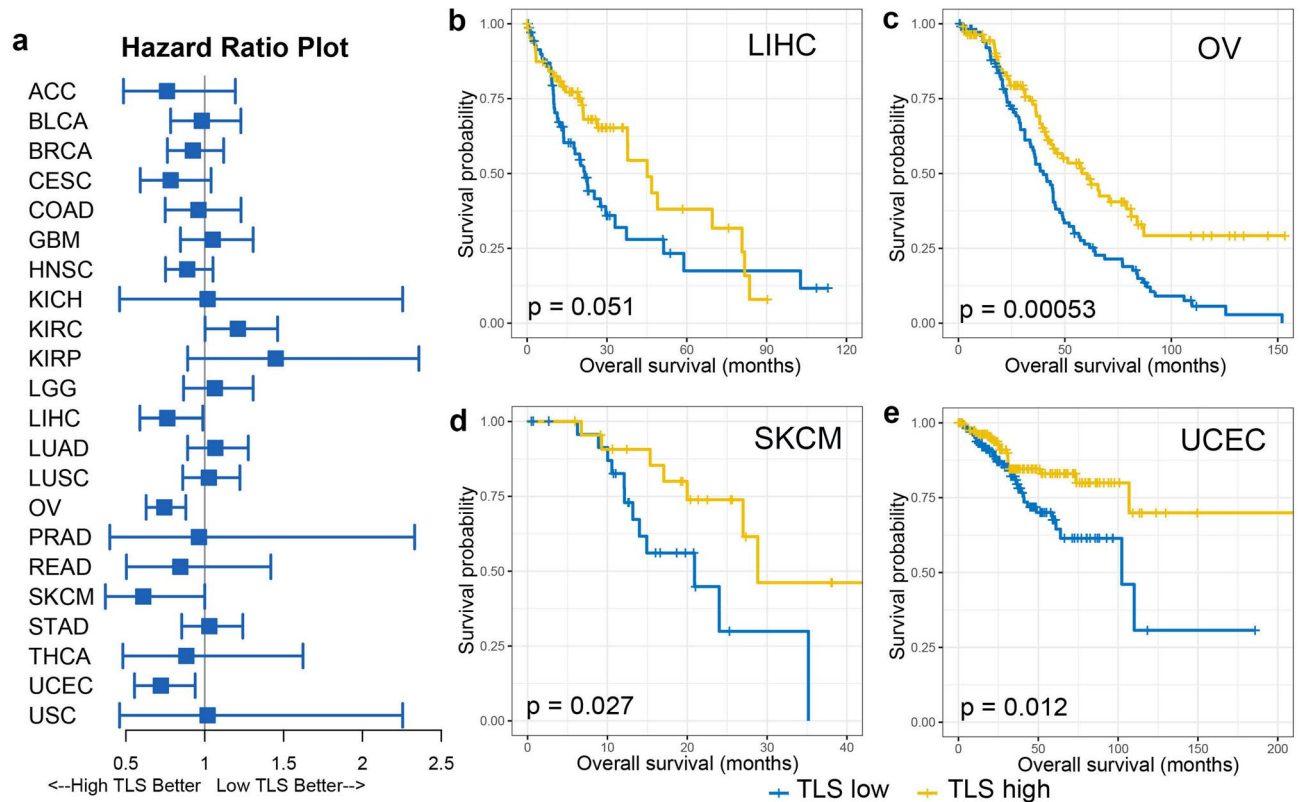 a
Hazard Ratio Plot
ACC
BLCA
BRCA
CESC
COAD
GBM
HNSC
KICH
KIRC
KIRP
LGG
LIHC
LUAD
LUSC
OV
PRAD
READ
SKCM
STAD
THCA
UCEC
USC
0.5 1 1.5 2 2.5
<--High TLS Better Low TLS Better-->
b
LIHC
Survival probability
1.00
0.75
0.50
0.25
0.00
p = 0.051
0 30 60 90 120
Overall survival (months)
c
OV
Survival probability
1.00
0.75
0.50
0.25
0.00
p = 0.00053
0 50 100 150
Overall survival (months)
d
SKCM
Survival probability
1.00
0.75
0.50
0.25
0.00
p = 0.027
0 10 20 30 40
Overall survival (months)
e
UCEC
Survival probability
1.00
0.75
0.50
0.25
0.00
p = 0.012
0 50 100 150 200
Overall survival (months)
TLS low TLS high